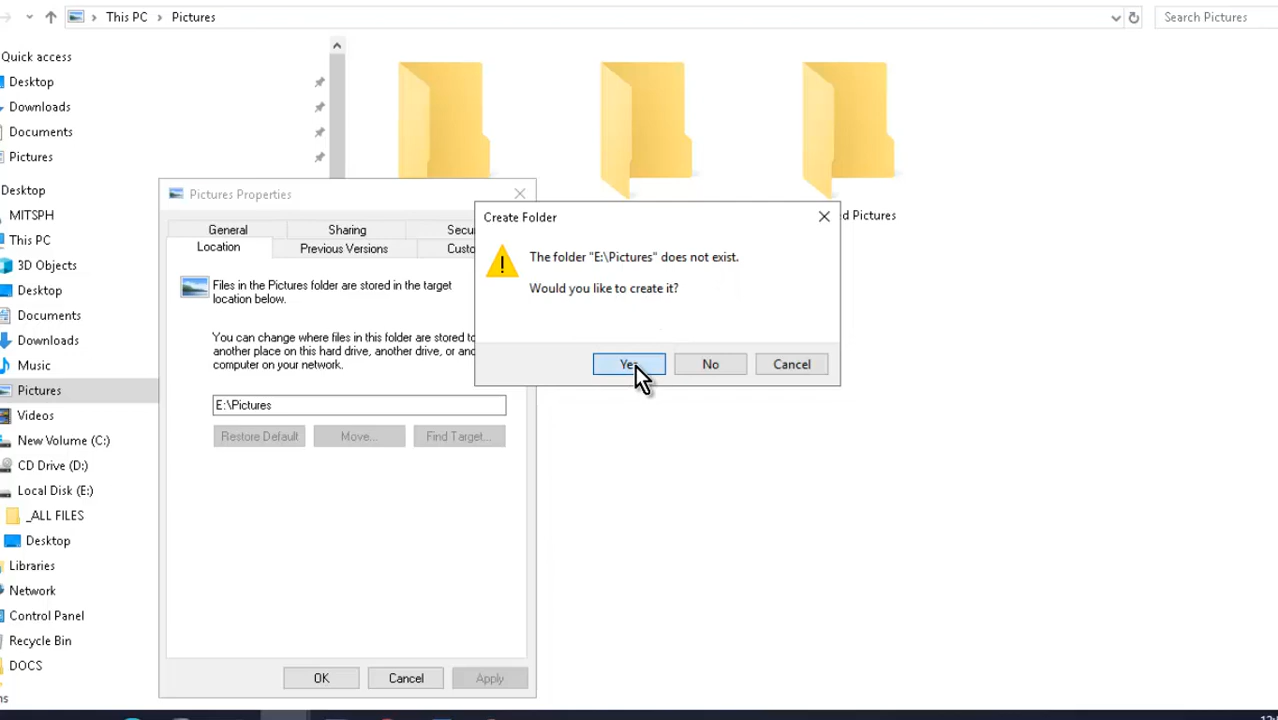 This PC > Pictures
Search Pictures
Quick access
Desktop
Downloads
Documents
Pictures
Desktop
MITSPH
This PC
3D Objects
Desktop
Documents
Downloads
Music
Pictures
Videos
New Volume (C:)
CD Drive (D:)
Local Disk (E:)
_ALL FILES
Desktop
Libraries
Network
Control Panel
Recycle Bin
DOCS
Pictures
Pictures Properties
General
Sharing
Location
Previous Versions
Files in the Pictures folder are stored in the target
location below.
You can change where files in this folder are stored to
another place on this hard drive, another drive, or
computer on your network.
E:\Pictures
Restore Default
Move...
Find Target...
OK
Cancel
Apply
Create Folder
The folder "E:\Pictures" does not exist.
Would you like to create it?
Yes
No
Cancel